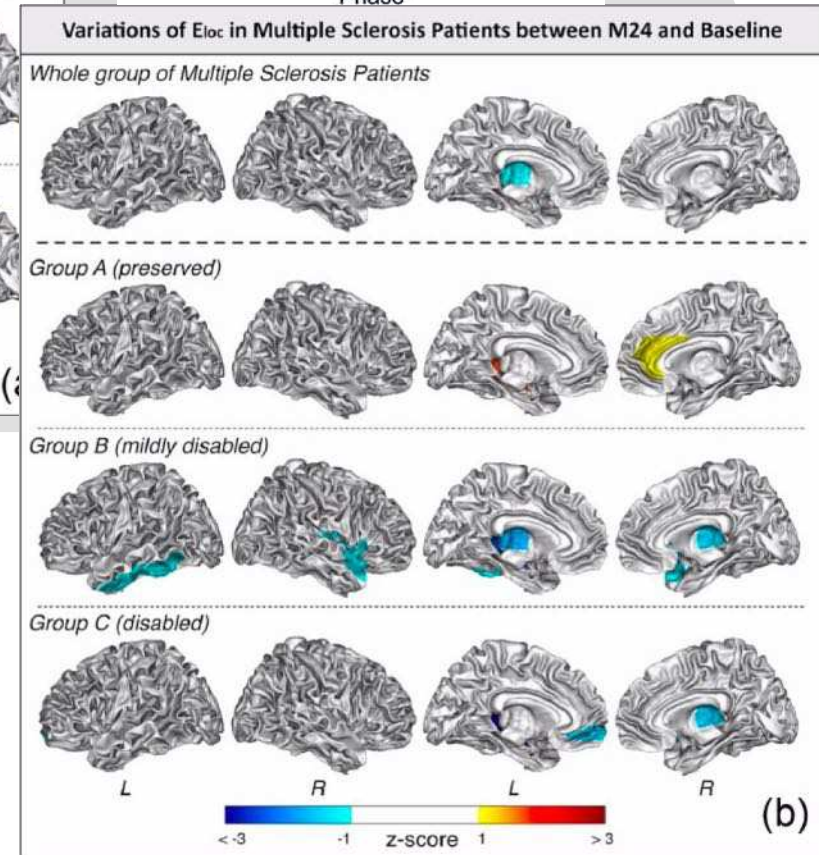 Phase
Variations of Eloc in Multiple Sclerosis Patients between M24 and Baseline
Whole group of Multiple Sclerosis Patients
Group A (preserved)
Group B (mildly disabled)
Group C (disabled)
L R L R
< -3 -1 z-score 1 > 3
(b)